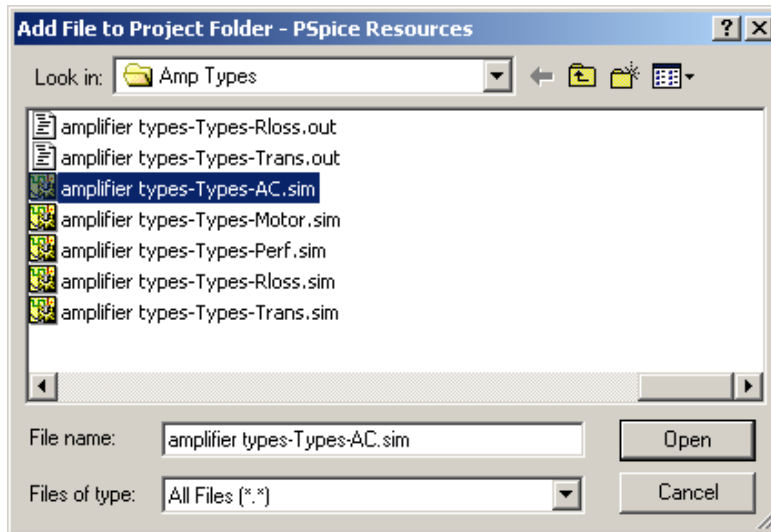 Add File to Project Folder - PSpice Resources
Look in: Amp Types
amplifier types-Types-Rloss.out
amplifier types-Types-Trans.out
amplifier types-Types-AC.sim
amplifier types-Types-Motor.sim
amplifier types-Types-Perf.sim
amplifier types-Types-Rloss.sim
amplifier types-Types-Trans.sim
File name: amplifier types-Types-AC.sim Open
Files of type: All Files (*.*) Cancel